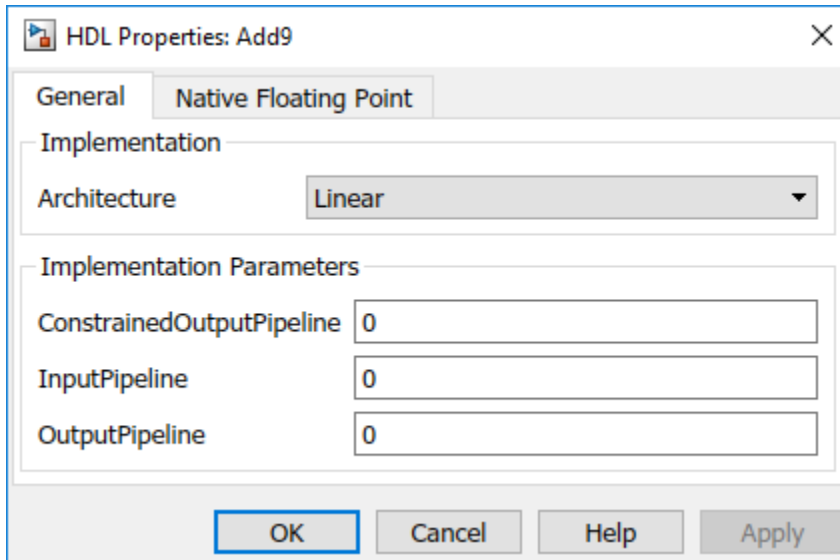 HDL Properties: Add9
General
Native Floating Point
Implementation
Architecture
Linear
Implementation Parameters
ConstrainedOutputPipeline
0
InputPipeline
0
OutputPipeline
0
OK
Cancel
Help
Apply